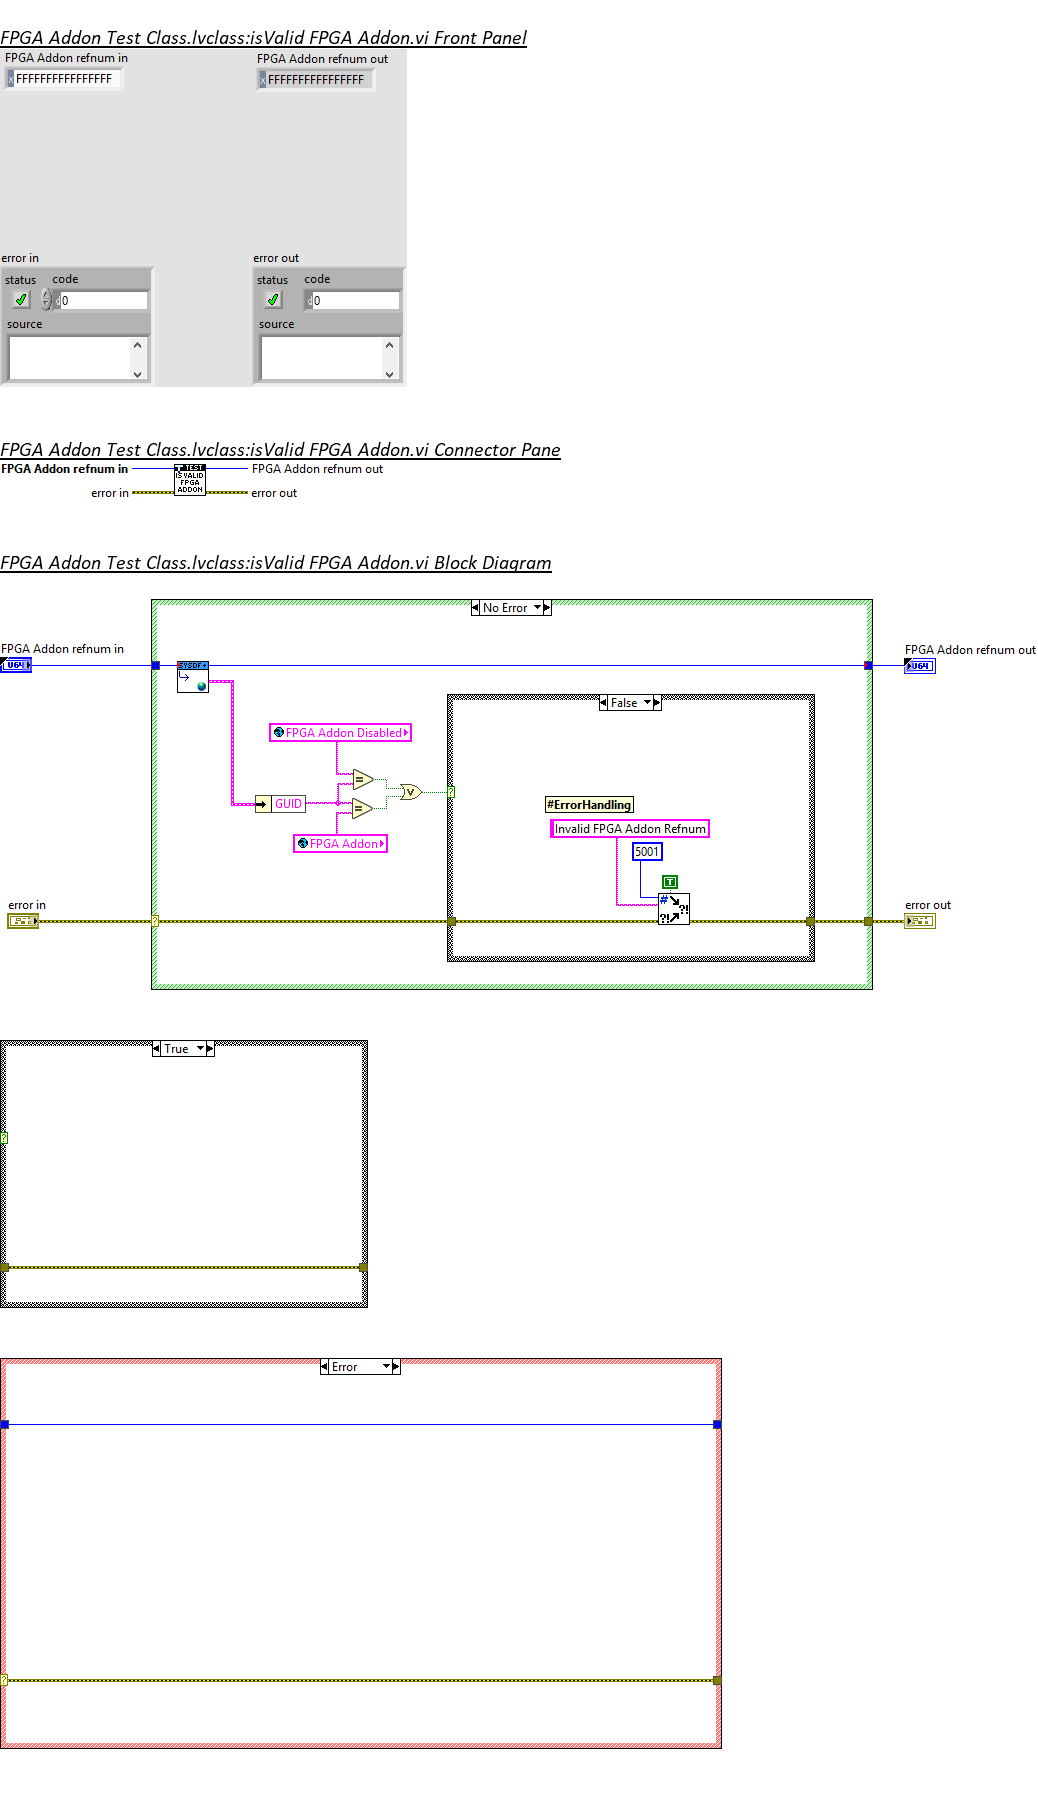 FPGA Addon Test Class.lvclass:isValid FPGA Addon.vi Front Panel
FPGA Addon refnum in
FPGA Addon refnum out
x FFFFFFFFFFFFFFFF
x FFFFFFFFFFFFFFFF
error in
error out
status
code
status
code
d 0
d 0
source
source
FPGA Addon Test Class.lvclass:isValid FPGA Addon.vi Connector Pane
FPGA Addon refnum in
TEST
IS VALID
FPGA
ADDON
FPGA Addon refnum out
error in
error out
FPGA Addon Test Class.lvclass:isValid FPGA Addon.vi Block Diagram
No Error
FPGA Addon refnum in
U64
SYSDF
FPGA Addon refnum out
U64
False
FPGA Addon Disabled
=
GUID
=
V
?
#ErrorHandling
Invalid FPGA Addon Refnum
FPGA Addon
5001
T
# ?!
?!
error in
?
error out
True
?
Error
?